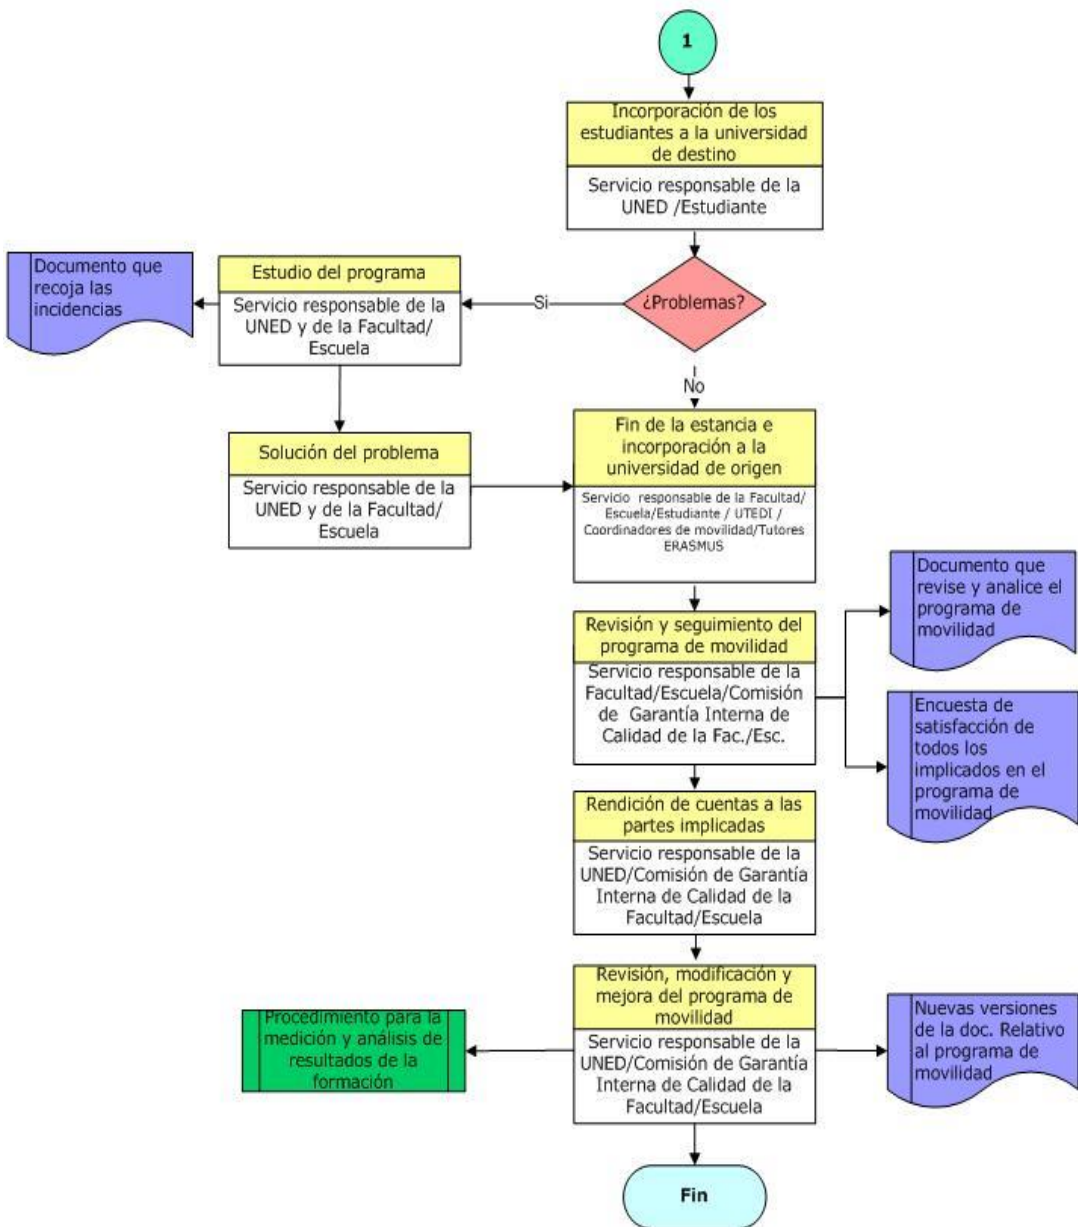 1
Incorporación de los
estudiantes a la universidad
de destino
Servicio responsable de la
UNED /Estudiante
¿Problemas?
Si
No
Estudio del programa
Servicio responsable de la
UNED y de la Facultad/
Escuela
Documento que
recoja las
incidencias
Solución del problema
Servicio responsable de la
UNED y de la Facultad/
Escuela
Fin de la estancia e
incorporación a la
universidad de origen
Servicio responsable de la Facultad/
Escuela/Estudiante / UTEDI /
Coordinadores de movilidad/Tutores
ERASMUS
Revisión y seguimiento del
programa de movilidad
Servicio responsable de la
Facultad/Escuela/Comisión
de Garantía Interna de
Calidad de la Fac./Esc.
Documento que
revise y analice el
programa de
movilidad
Encuesta de
satisfacción de
todos los
implicados en el
programa de
movilidad
Rendición de cuentas a las
partes implicadas
Servicio responsable de la
UNED/Comisión de Garantía
Interna de Calidad de la
Facultad/Escuela
Revisión, modificación y
mejora del programa de
movilidad
Servicio responsable de la
UNED/Comisión de Garantía
Interna de Calidad de la
Facultad/Escuela
Procedimiento para la
medición y análisis de
resultados de la
formación
Nuevas versiones
de la doc. Relativo
al programa de
movilidad
Fin